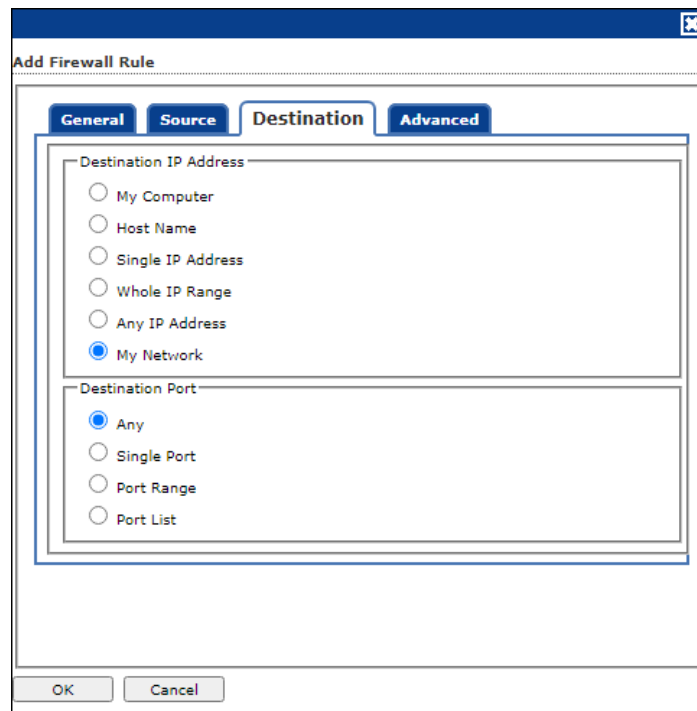 Add Firewall Rule
General Source Destination Advanced
Destination IP Address
My Computer
Host Name
Single IP Address
Whole IP Range
Any IP Address
My Network
Destination Port
Any
Single Port
Port Range
Port List
OK Cancel